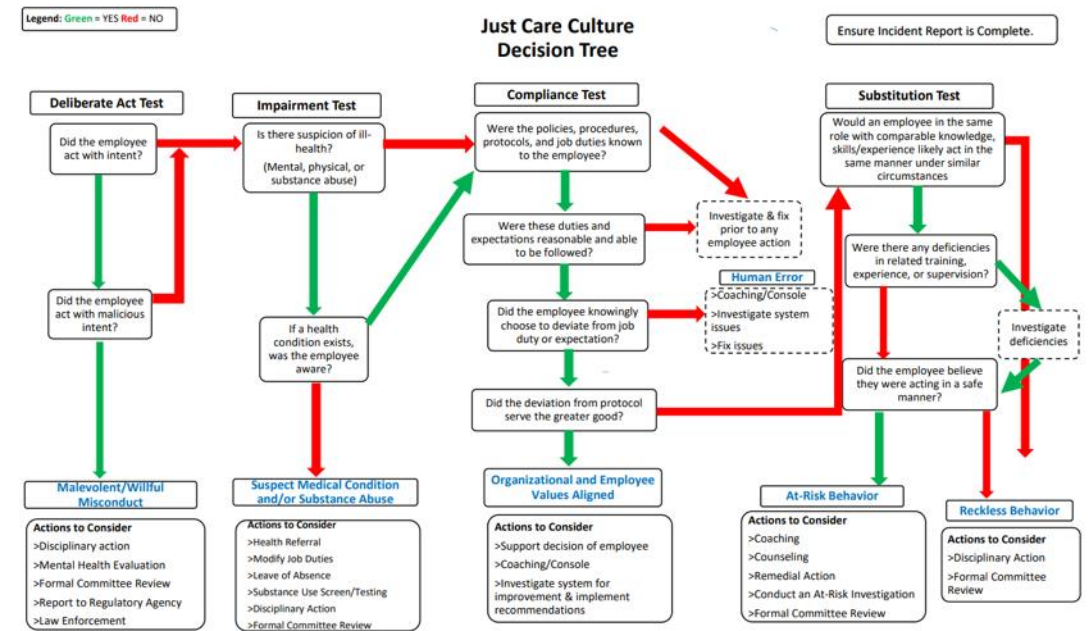 Legend: Green = YES Red = NO
Just Care Culture
Decision Tree
Ensure Incident Report is Complete.
Deliberate Act Test
Did the employee
act with intent?
Did the employee
act with malicious
intent?
Malevolent/Willful
Misconduct
Actions to Consider
>Disciplinary action
>Mental Health Evaluation
>Formal Committee Review
>Report to Regulatory Agency
>Law Enforcement
Impairment Test
Is there suspicion of ill-
health?
(Mental, physical, or
substance abuse)
If a health
condition exists,
was the employee
aware?
Suspect Medical Condition
and/or Substance Abuse
Actions to Consider
>Health Referral
>Modify Job Duties
>Leave of Absence
>Substance Use Screen/Testing
>Disciplinary Action
>Formal Committee Review
Compliance Test
Were the policies, procedures,
protocols, and job duties known
to the employee?
Were these duties and
expectations reasonable and able
to be followed?
Investigate & fix
prior to any
employee action
Did the employee knowingly
choose to deviate from job
duty or expectation?
Human Error
>Coaching/Console
>Investigate system
issues
>Fix issues
Did the deviation from protocol
serve the greater good?
Organizational and Employee
Values Aligned
Actions to Consider
>Support decision of employee
>Coaching/Console
>Investigate system for
improvement & implement
recommendations
Substitution Test
Would an employee in the same
role with comparable knowledge,
skills/experience likely act in
the same manner under similar
circumstances
Were there any deficiencies
in related training,
experience, or supervision?
Investigate
deficiencies
Did the employee believe
they were acting in a safe
manner?
At-Risk Behavior
Actions to Consider
>Coaching
>Counseling
>Remedial Action
>Conduct an At-Risk Investigation
>Formal Committee Review
Reckless Behavior
Actions to Consider
>Disciplinary Action
>Formal Committee
Review